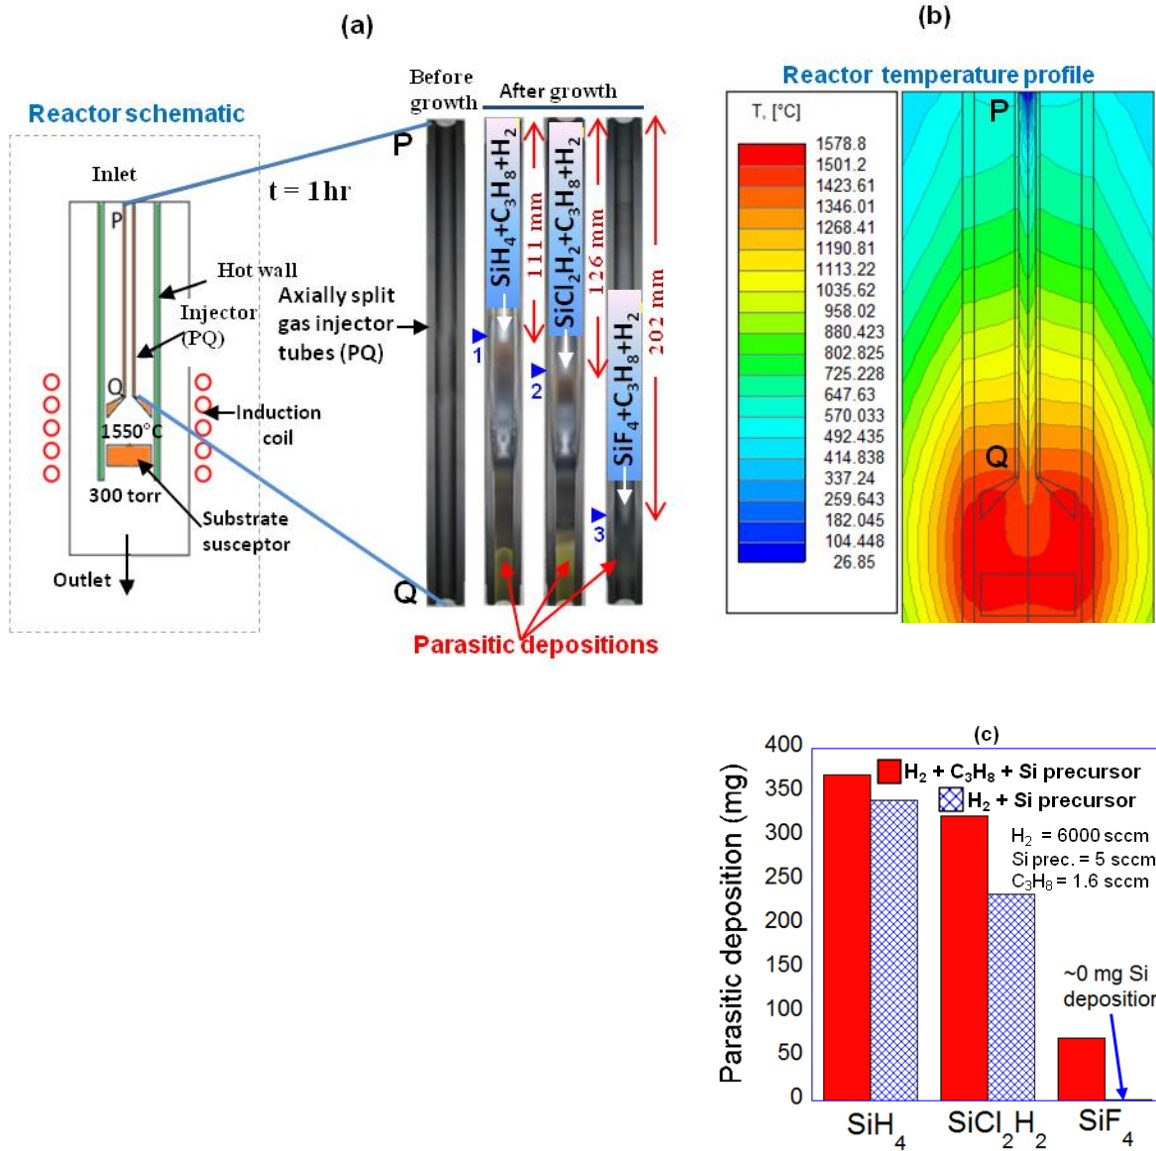 (a)
Reactor schematic
Inlet
P
Hot wall
Injector
(PQ)
Q
1550°C
Induction
coil
300 torr
Substrate
susceptor
Outlet
t = 1hr
Before
growth
After growth
P
Axially split
gas injector
tubes (PQ)
Q
SiH4+C3H8+H2
111 mm
1
SiCl2H2+C3H8+H2
126 mm
2
SiF4+C3H8+H2
202 mm
3
Parasitic depositions
(b)
Reactor temperature profile
T, [°C]
1578.8
1501.2
1423.61
1346.01
1268.41
1190.81
1113.22
1035.62
958.02
880.423
802.825
725.228
647.63
570.033
414.838
337.24
259.643
182.045
104.448
26.85
P
Q
(c)
Parasitic deposition (mg)
400
350
300
250
200
150
100
50
0
H2 + C3H8 + Si precursor
H2 + Si precursor
H2 = 6000 sccm
Si prec. = 5 sccm
C3H8 = 1.6 sccm
~0 mg Si
deposition
SiH4
SiCl2H2
SiF4